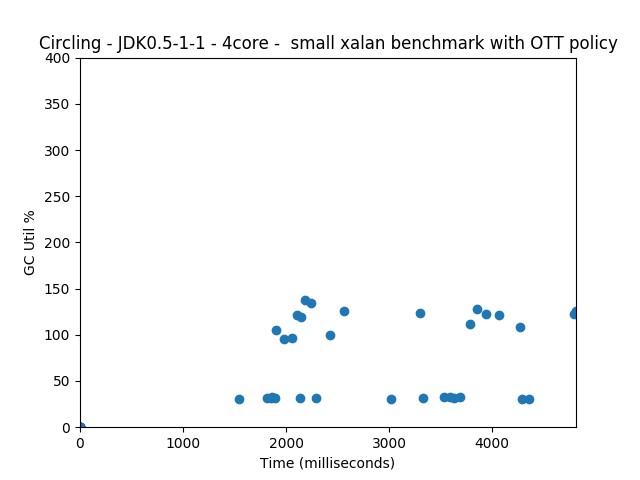 Circling - JDK0.5-1-1 - 4core -  small xalan benchmark with OTT policy
400
350
300
250
200
150
100
50
0
GC Util %
0 1000 2000 3000 4000
Time (milliseconds)